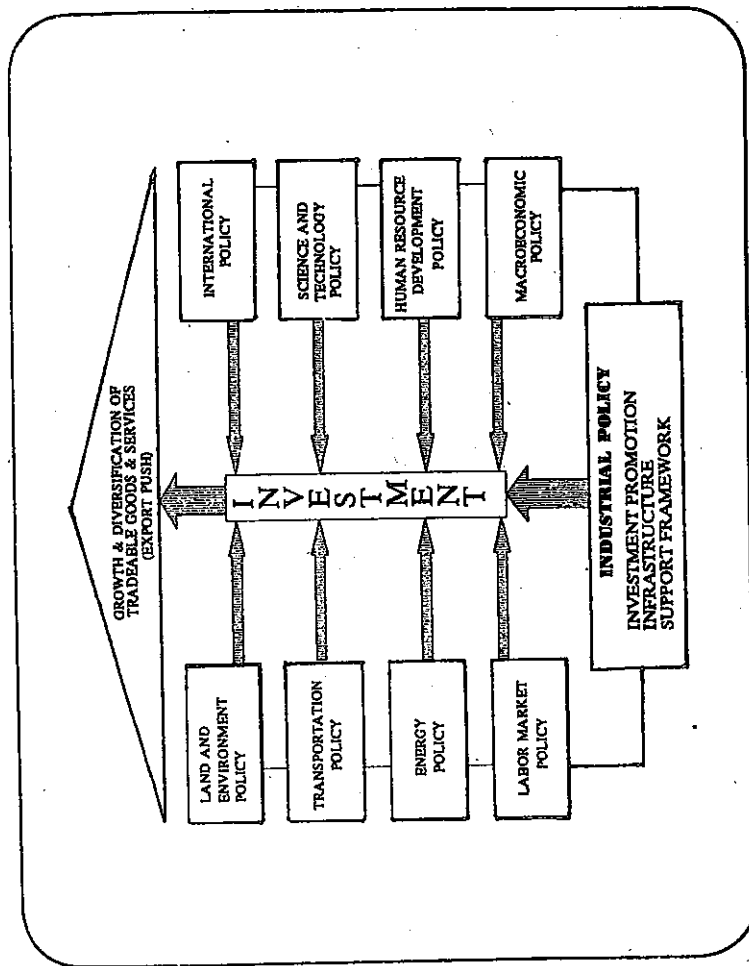 GROWTH & DIVERSIFICATION OF
TRADEABLE GOODS & SERVICES
(EXPORT PUSH)
LAND AND
ENVIRONMENT
POLICY
TRANSPORTATION
POLICY
ENERGY
POLICY
LABOR MARKET
POLICY
INVESTMENT
INTERNATIONAL
POLICY
SCIENCE AND
TECHNOLOGY
POLICY
HUMAN RESOURCE
DEVELOPMENT
POLICY
MACROECONOMIC
POLICY
INDUSTRIAL POLICY
INVESTMENT PROMOTION
INFRASTRUCTURE
SUPPORT FRAMEWORK